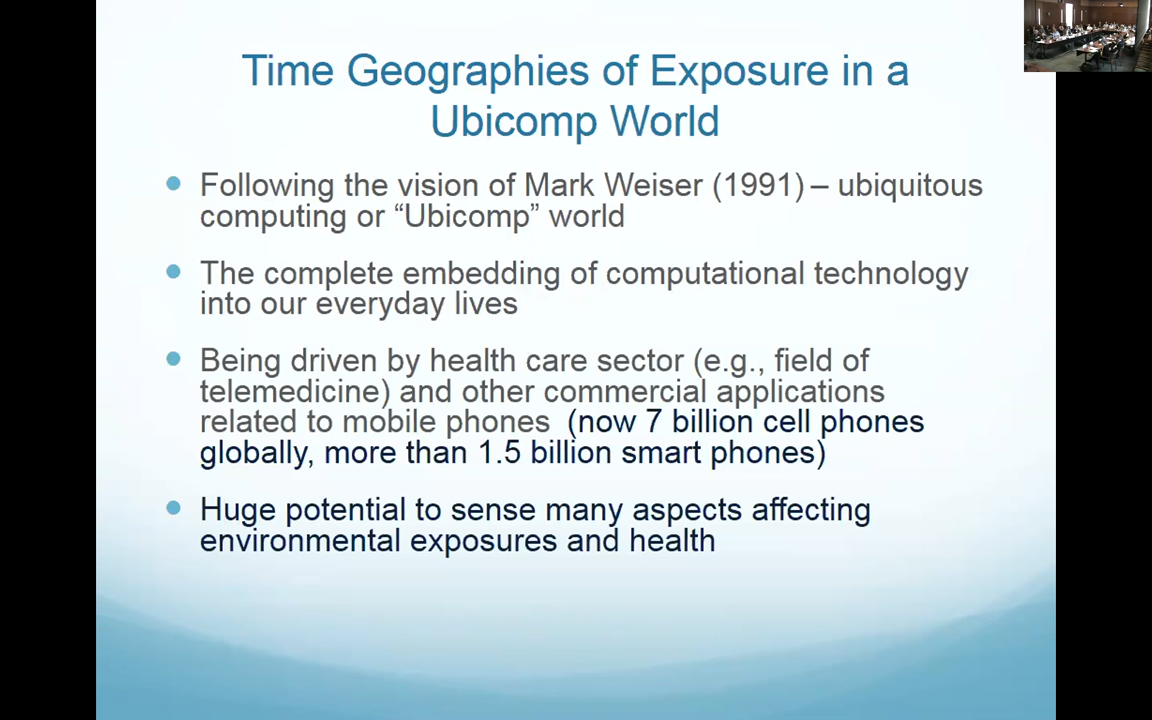 Time Geographies of Exposure in a
Ubicomp World
Following the vision of Mark Weiser (1991) – ubiquitous
computing or “Ubicomp” world
The complete embedding of computational technology
into our everyday lives
Being driven by health care sector (e.g., field of
telemedicine) and other commercial applications
related to mobile phones (now 7 billion cell phones
globally, more than 1.5 billion smart phones)
Huge potential to sense many aspects affecting
environmental exposures and health